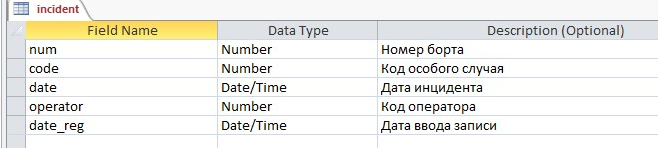 incident
Field Name Data Type Description (Optional)
num Number Номер борта
code Number Код особого случая
date Date/Time Дата инцидента
operator Number Код оператора
date_reg Date/Time Дата ввода записи